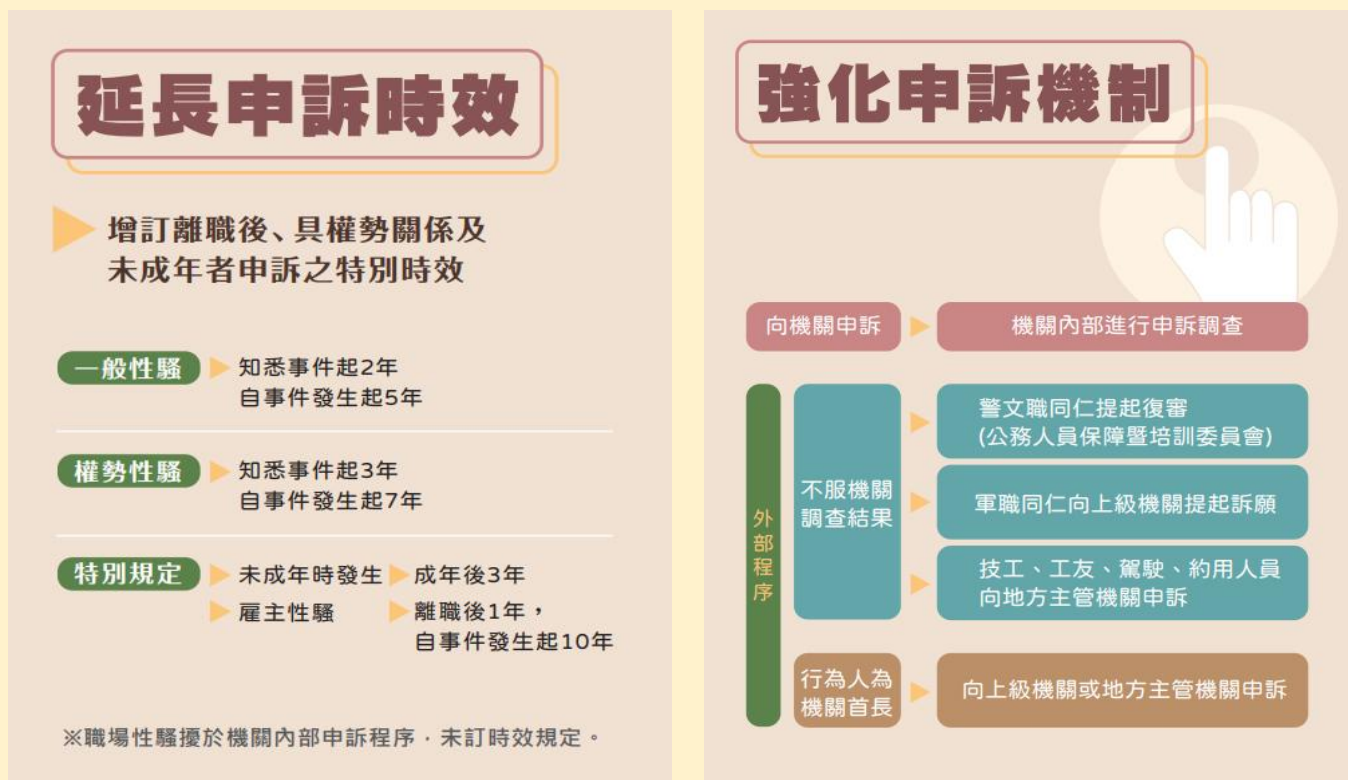 延長申訴時效
增訂離職後、具權勢關係及
未成年者申訴之特別時效
一般性騷
知悉事件起2年
自事件發生起5年
權勢性騷
知悉事件起3年
自事件發生起7年
特別規定
未成年時發生
成年後3年
雇主性騷
離職後1年，
自事件發生起10年
※職場性騷擾於機關內部申訴程序，未訂時效規定。
強化申訴機制
向機關申訴
機關內部進行申訴調查
外部程序
不服機關
調查結果
警文職同仁提起復審
(公務人員保障暨培訓委員會)
軍職同仁向上級機關提起訴願
技工、工友、駕駛、約用人員
向地方主管機關申訴
行為人為
機關首長
向上級機關或地方主管機關申訴